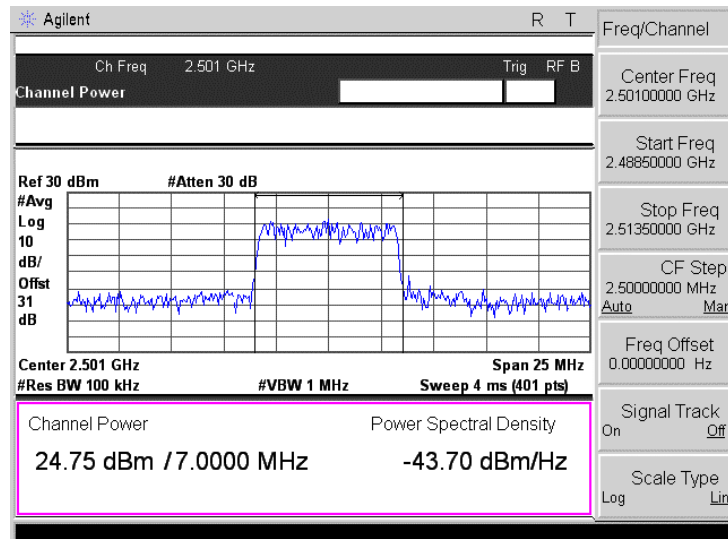 Agilent R T
Ch Freq 2.501 GHz Trig RF B
Channel Power
Ref 30 dBm #Atten 30 dB
#Avg
Log
10
dB/
Offst
31
dB
Center 2.501 GHz Span 25 MHz
#Res BW 100 kHz #VBW 1 MHz Sweep 4 ms (401 pts)
Channel Power Power Spectral Density
24.75 dBm / 7.0000 MHz -43.70 dBm/Hz
Freq/Channel
Center Freq
2.50100000 GHz
Start Freq
2.48850000 GHz
Stop Freq
2.51350000 GHz
CF Step
2.50000000 MHz
Auto Mar
Freq Offset
0.00000000 Hz
Signal Track
On Off
Scale Type
Log Lin